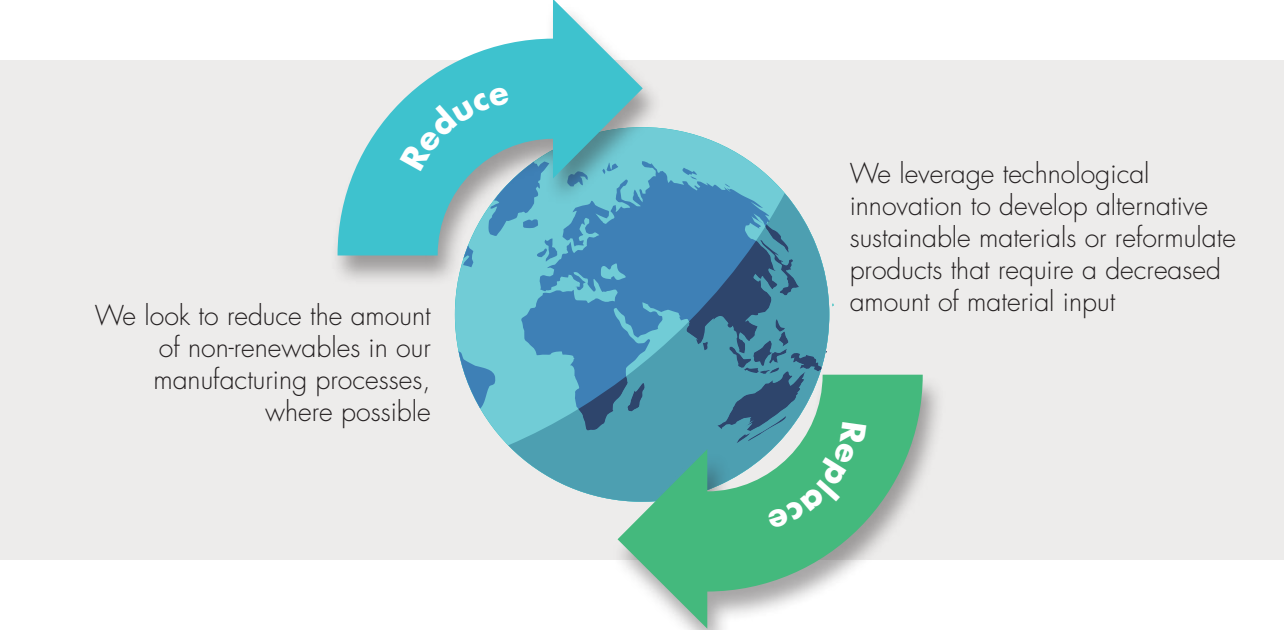 Reduce
We look to reduce the amount
of non-renewables in our
manufacturing processes,
where possible
We leverage technological
innovation to develop alternative
sustainable materials or reformulate
products that require a decreased
amount of material input
Replace